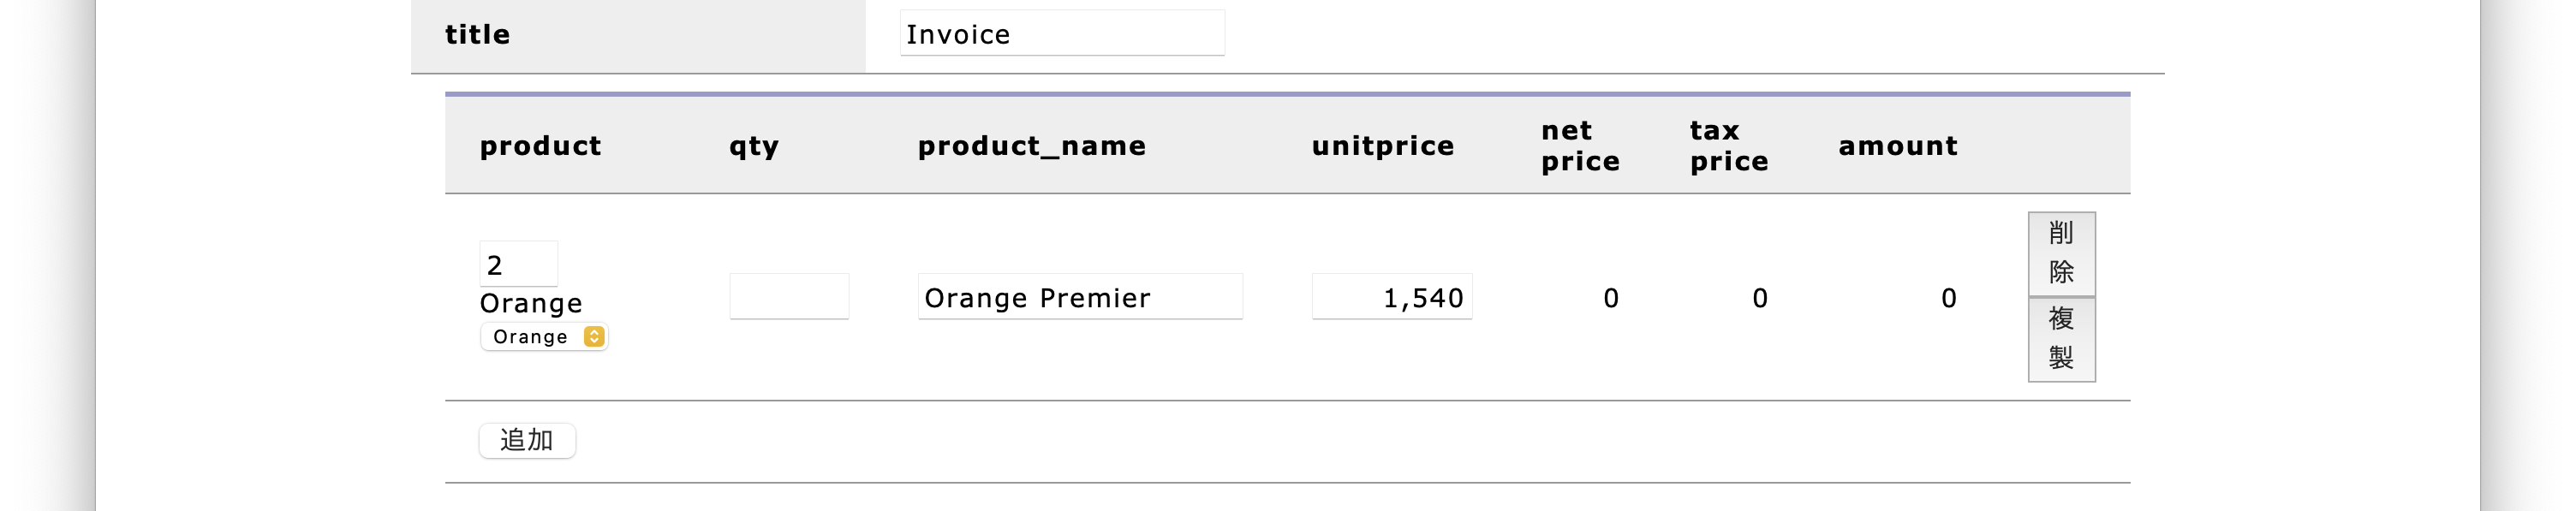 title
Invoice
product
qty
product_name
unitprice
net
price
tax
price
amount
2
Orange
Orange
Orange Premier
1,540
0
0
0
削
除
複
製
追加